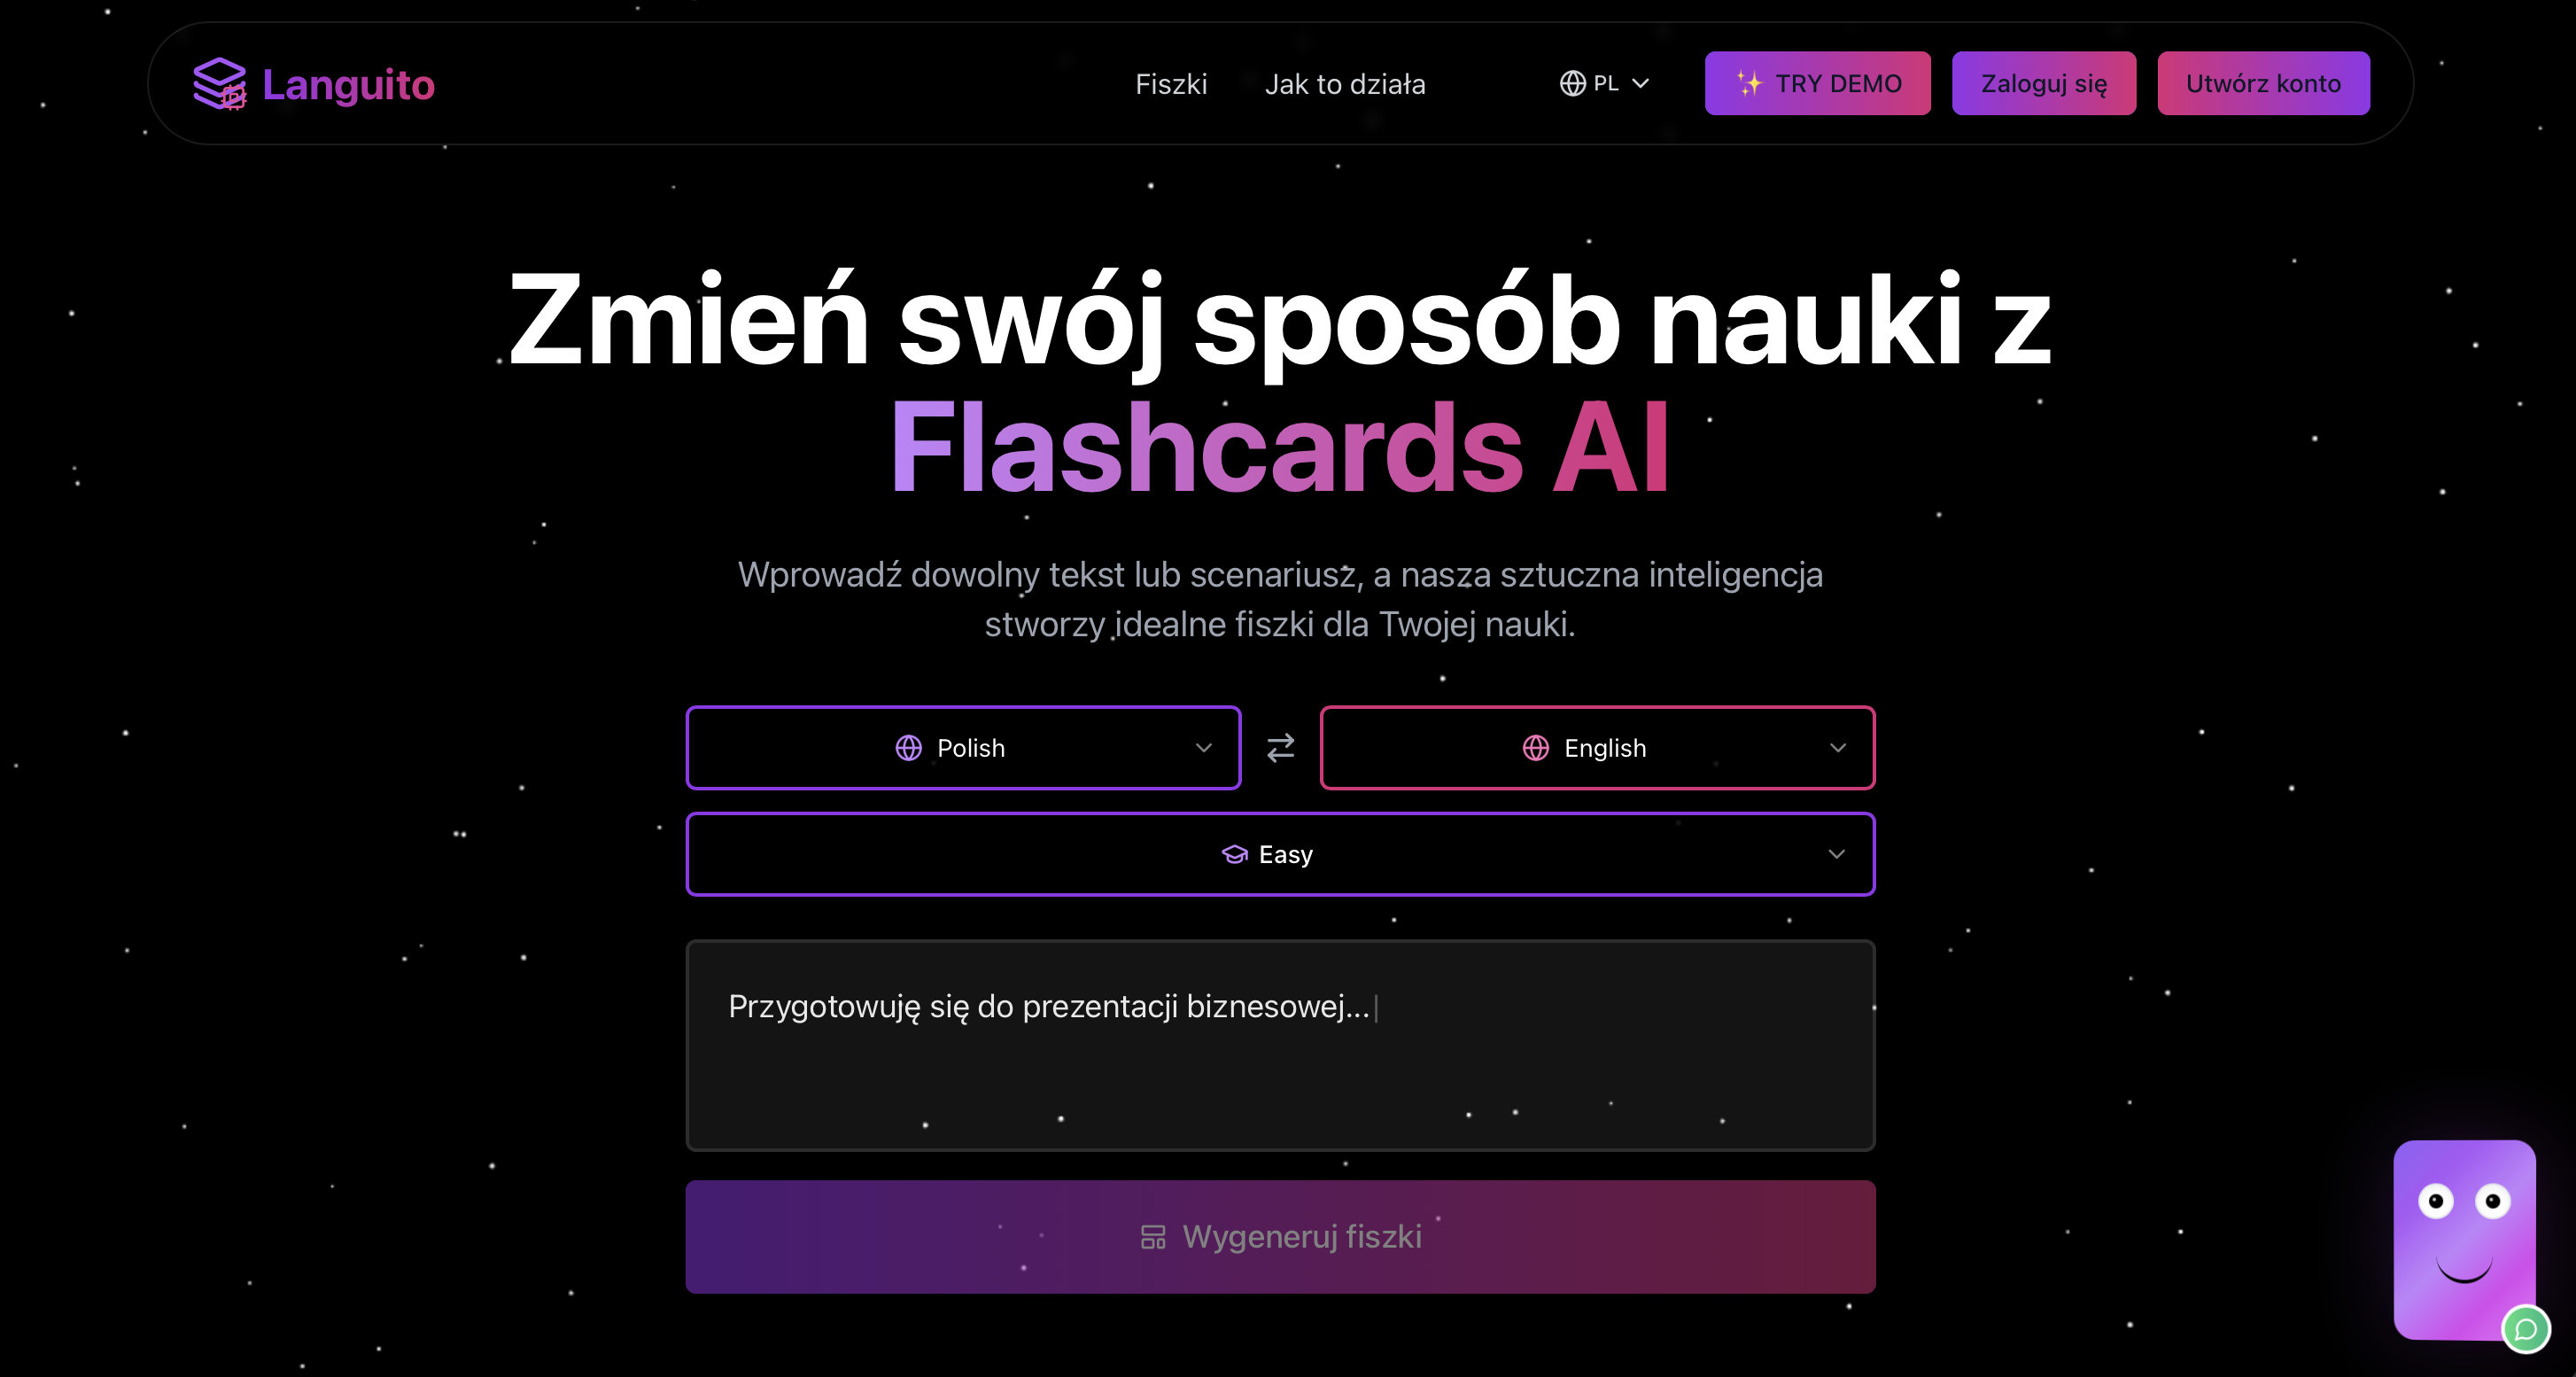 Languito
Fiszki
Jak to działa
PL
✨ TRY DEMO
Zaloguj się
Utwórz konto
Zmień swój sposób nauki z
Flashcards AI
Wprowadź dowolny tekst lub scenariusz, a nasza sztuczna inteligencja
stworzy idealne fiszki dla Twojej nauki.
Polish
English
Easy
Przygotowuję się do prezentacji biznesowej...
Wygeneruj fiszki